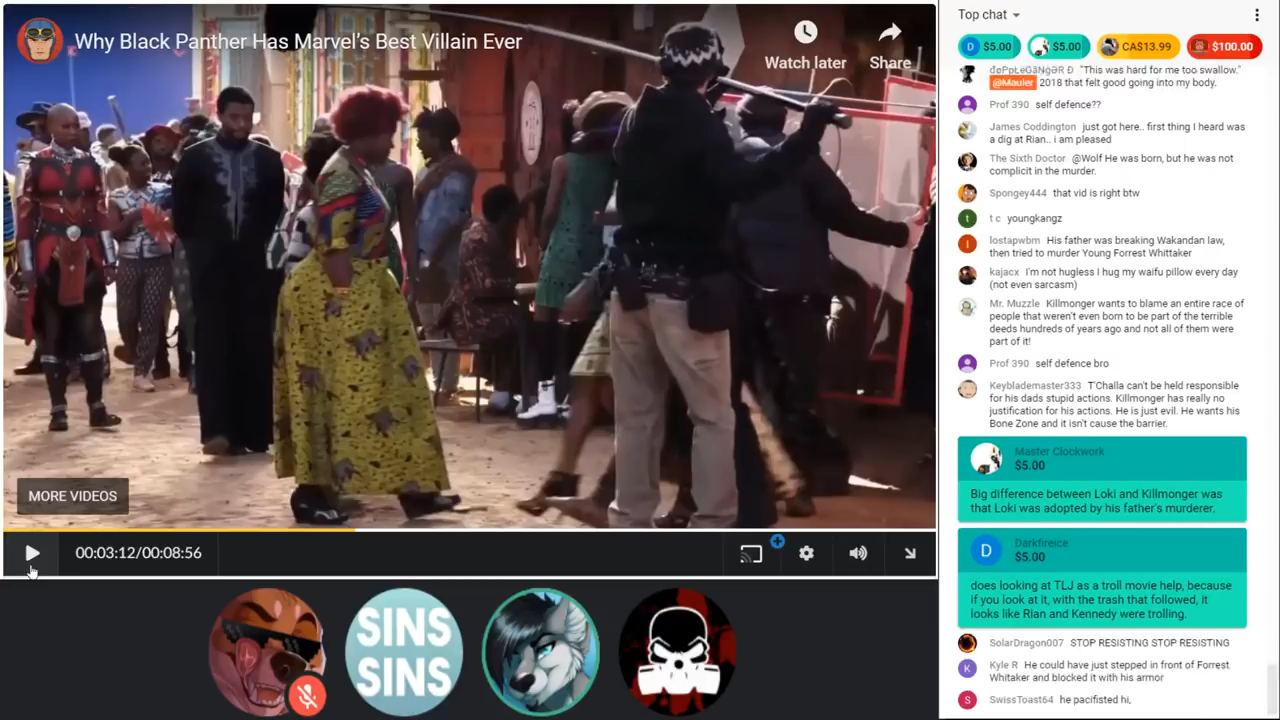 Why Black Panther Has Marvel's Best Villain Ever
Watch later
Share
MORE VIDEOS
00:03:12/00:08:56
SINS
SINS
Top chat
D $5.00
$5.00
CA$13.99
$100.00
"This was hard for me too swallow."
@Mauler 2018 that felt good going into my body.
Prof 390 self defence??
James Coddington just got here.. first thing I heard was
a dig at Rian.. i am pleased
The Sixth Doctor @Wolf He was born, but he was not
complicit in the murder.
Spongey444 that vid is right btw
t t c youngkangz
l lostapwbm His father was breaking Wakandan law,
then tried to murder Young Forrest
Whittaker
kajacx I'm not hugless I hug my waifu pillow every day
(not even sarcasm)
Mr. Muzzle Killmonger wants to blame an entire race of
people that weren't even born to be part of the terrible
deeds hundreds of years ago and not all of them were
part of it!
Prof 390 self defence bro
Keyblademaster333 T'Challa can't be held responsible
for his dads stupid actions. Killmonger has really no
justification for his actions. He is just evil. He wants his
Bone Zone and it isn't cause the barrier.
Master Clockwork
$5.00
Big difference between Loki and Killmonger was
that Loki was adopted by his father's murderer.
D Darkfireice
$5.00
does looking at TLJ as a troll movie help, because
if you look at it, with the trash that followed, it
looks like Rian and Kennedy were trolling.
SolarDragon007 STOP RESISTING STOP RESISTING
K Kyle R He could have just stepped in front of Forrest
Whitaker and blocked it with his armor
S SwissToast64 he pacifisted hi,